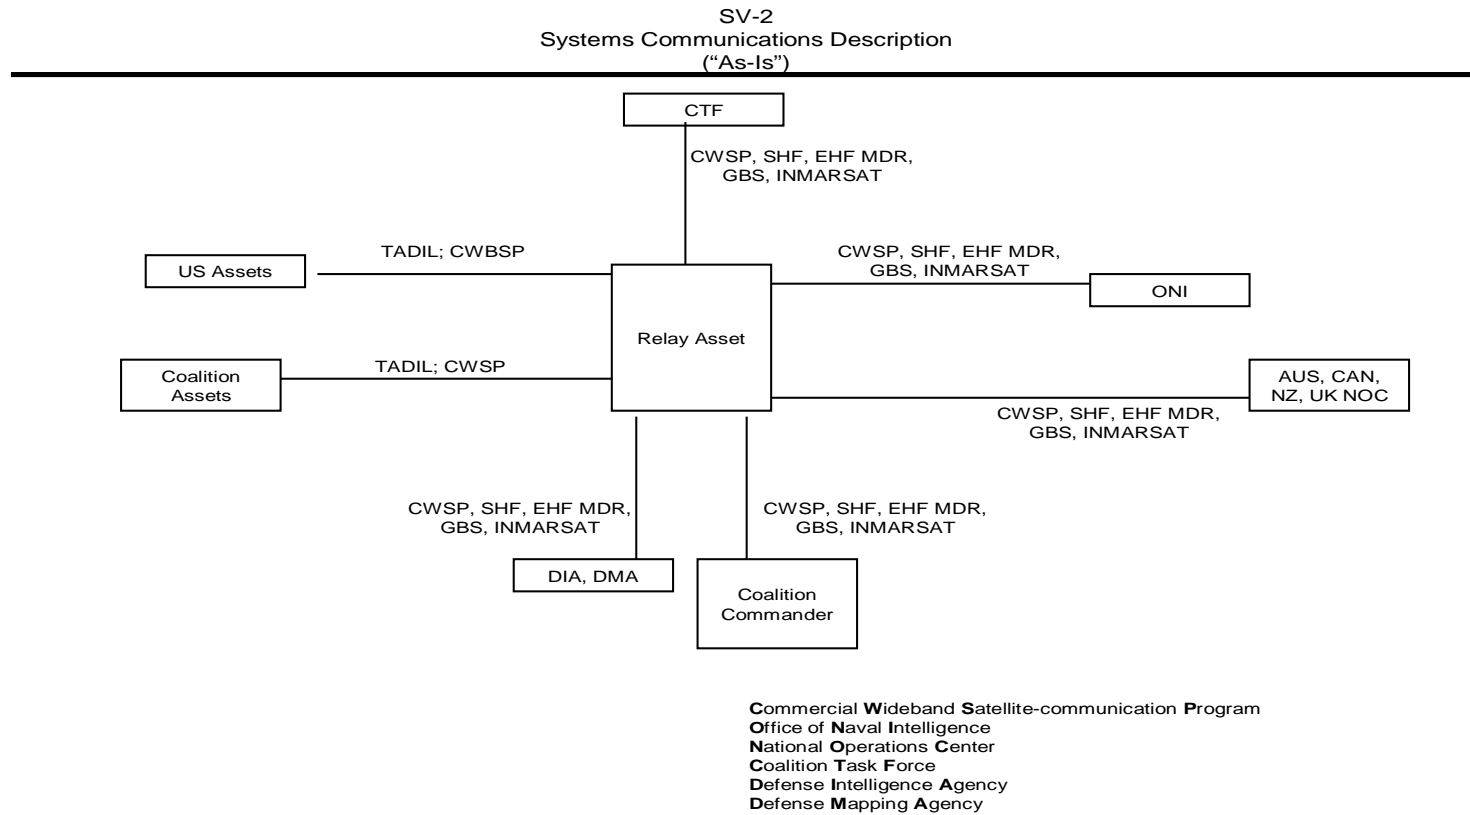 SV-2
Systems Communications Description
(“As-Is”)
CTF
CWSP, SHF, EHF MDR,
GBS, INMARSAT
TADIL; CWBSP
US Assets
CWSP, SHF, EHF MDR,
GBS, INMARSAT
ONI
Relay Asset
TADIL; CWSP
Coalition
Assets
AUS, CAN,
NZ, UK NOC
CWSP, SHF, EHF MDR,
GBS, INMARSAT
CWSP, SHF, EHF MDR,
GBS, INMARSAT
CWSP, SHF, EHF MDR,
GBS, INMARSAT
DIA, DMA
Coalition
Commander
Commercial Wideband Satellite-communication Program
Office of Naval Intelligence
National Operations Center
Coalition Task Force
Defense Intelligence Agency
Defense Mapping Agency